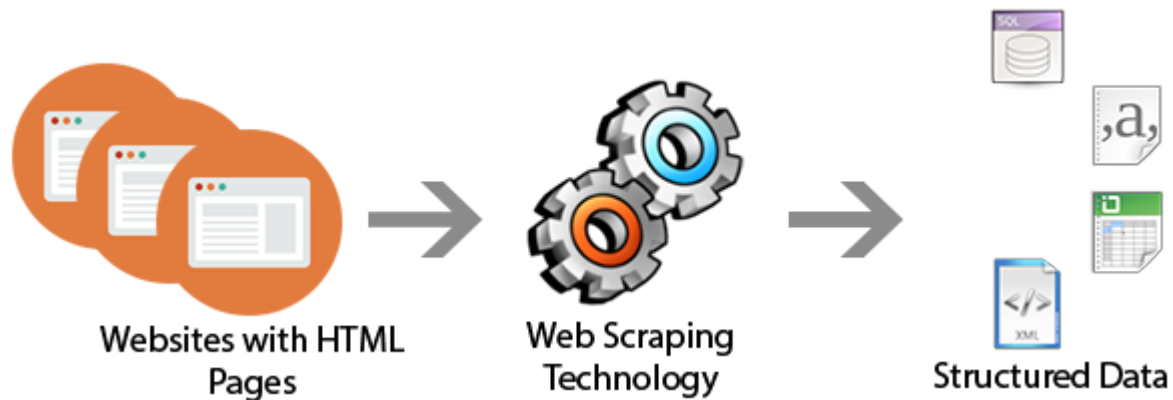 SQL
,a,
</> 
XML
Websites with HTML
Pages
Web Scraping
Technology
Structured Data